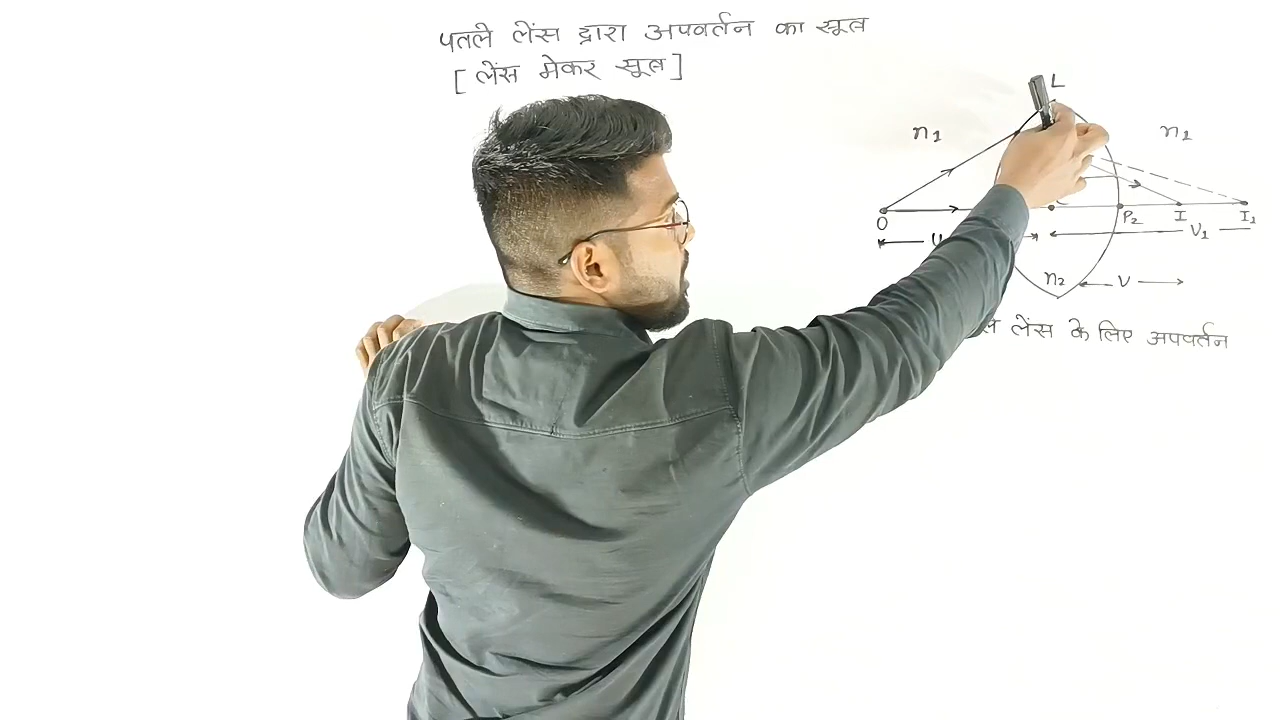 पतले लेंस द्वारा अपवर्तन का सूत्र
[ लेंस मेकर सूत्र ]
L
n1
n1
O
P2
I
I1
u
v1
n2
v
लेंस के लिए अपवर्तन